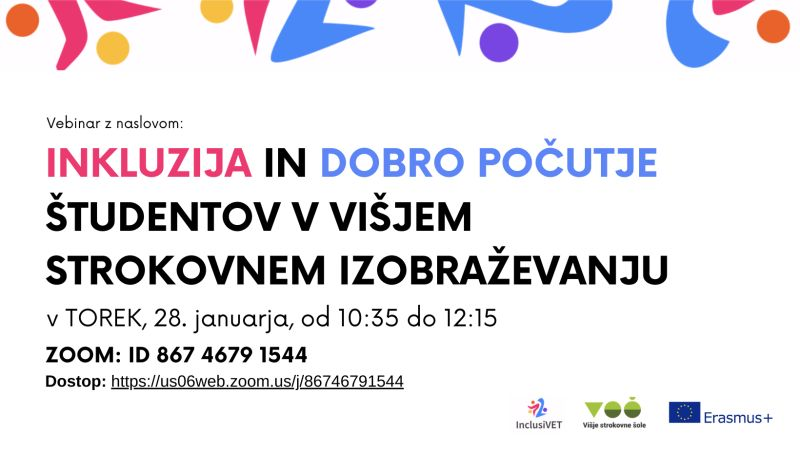 Vebinar z naslovom:
INKLUZIJA IN DOBRO POČUTJE
ŠTUDENTOV V VIŠJEM
STROKOVNEM IZOBRAŽEVANJU
v TOREK, 28. januarja, od 10:35 do 12:15
ZOOM: ID 867 4679 1544
Dostop: https://us06web.zoom.us/j/86746791544
InclusiVET
Višje strokovne šole
Erasmus+